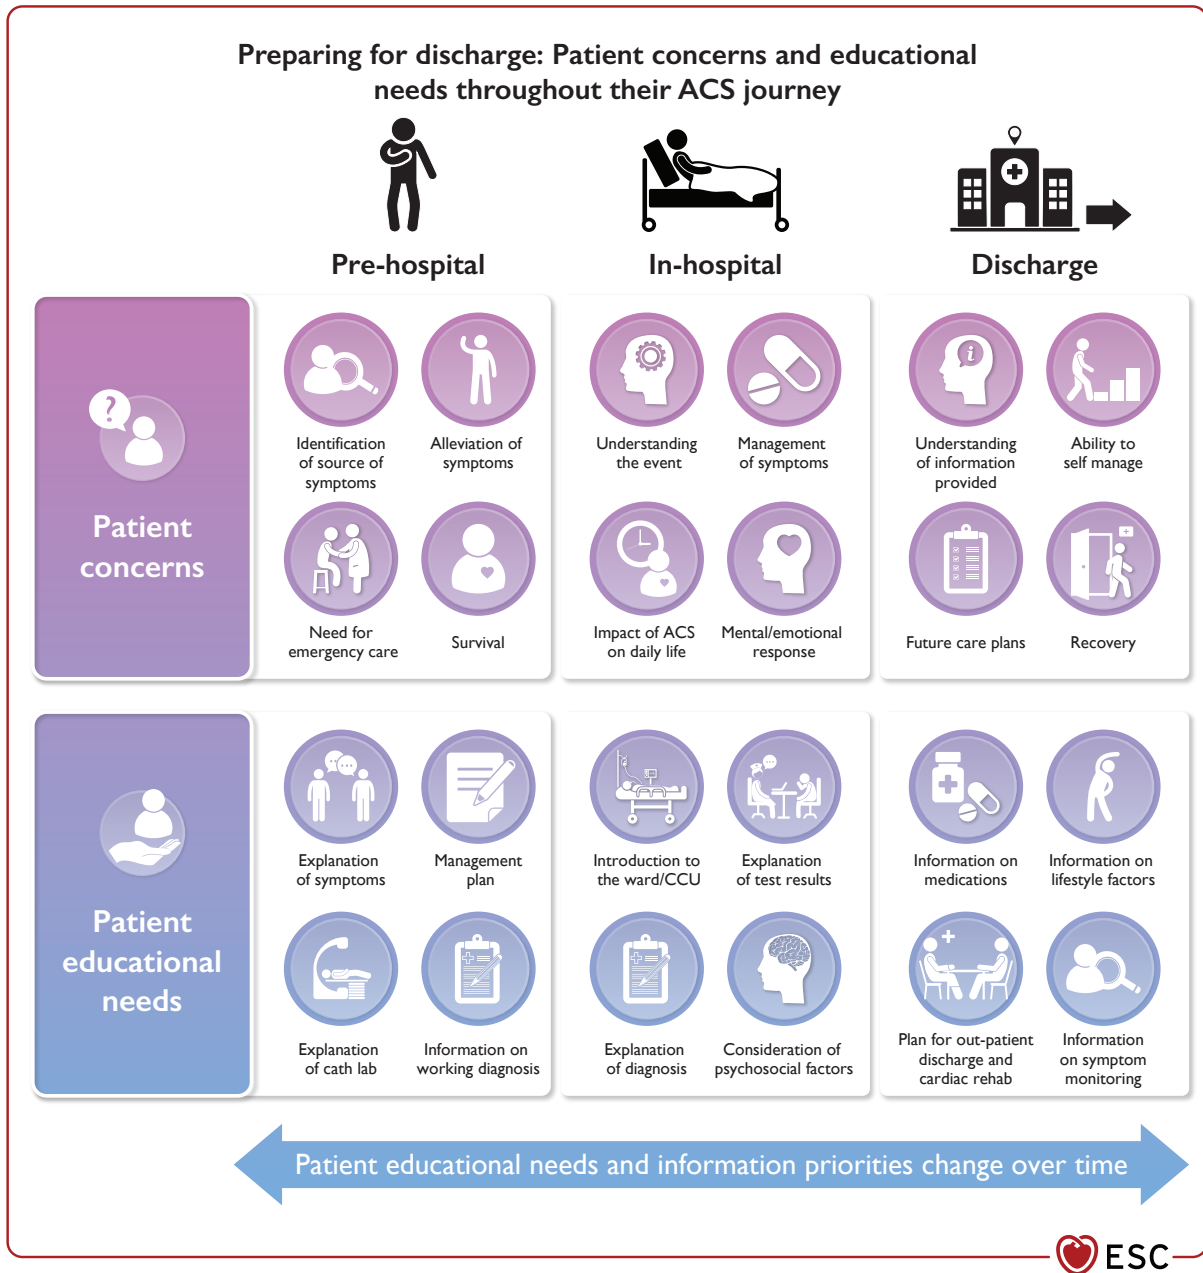 Preparing for discharge: Patient concerns and educational
needs throughout their ACS journey
Pre-hospital
In-hospital
Discharge
?
Patient
concerns
Identification
of source of
symptoms
Alleviation of
symptoms
Need for
emergency care
Survival
Understanding
the event
Management
of symptoms
Impact of ACS
on daily life
Mental/emotional
response
i
Understanding
of information
provided
Ability to
self manage
Future care plans
Recovery
Patient
educational
needs
Explanation
of symptoms
Management
plan
Explanation
of cath lab
Information on
working diagnosis
Introduction to
the ward/CCU
Explanation
of test results
Explanation
of diagnosis
Consideration of
psychosocial factors
Information on
medications
Information on
lifestyle factors
Plan for out-patient
discharge and
cardiac rehab
Information
on symptom
monitoring
Patient educational needs and information priorities change over time
ESC